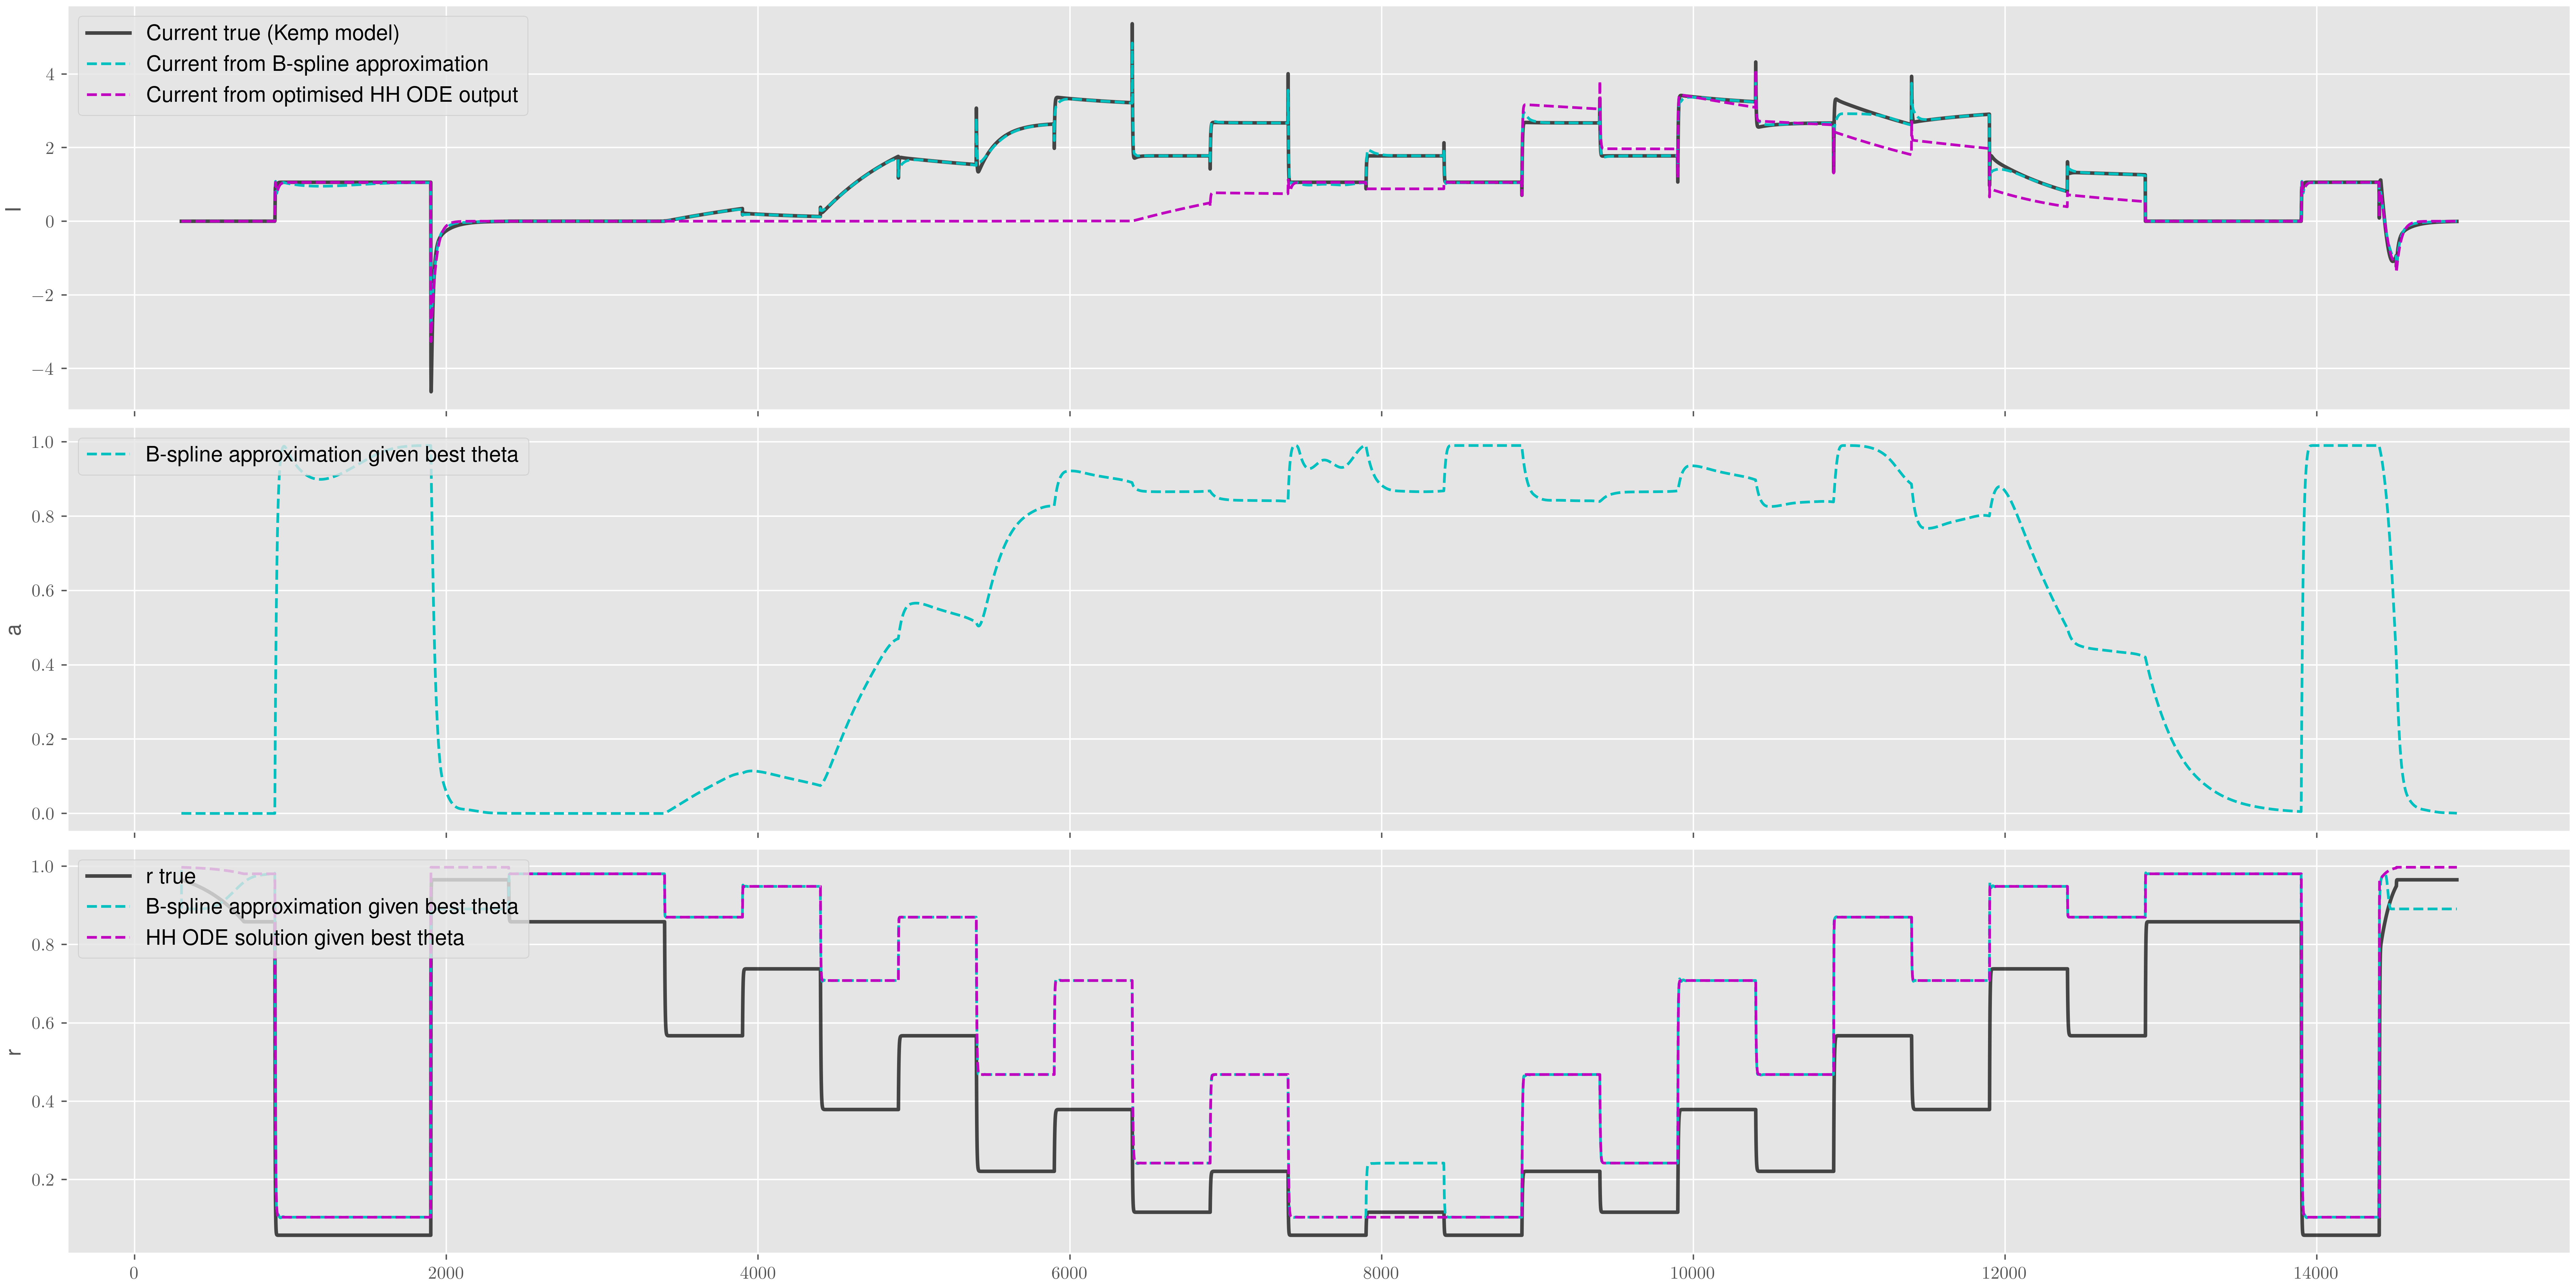 Current true (Kemp model)
Current from B-spline approximation
Current from optimised HH ODE output
I
4
2
0
−2
−4
B-spline approximation given best theta
a
1.0
0.8
0.6
0.4
0.2
0.0
r true
B-spline approximation given best theta
HH ODE solution given best theta
r
1.0
0.8
0.6
0.4
0.2
0 2000 4000 6000 8000 10000 12000 14000